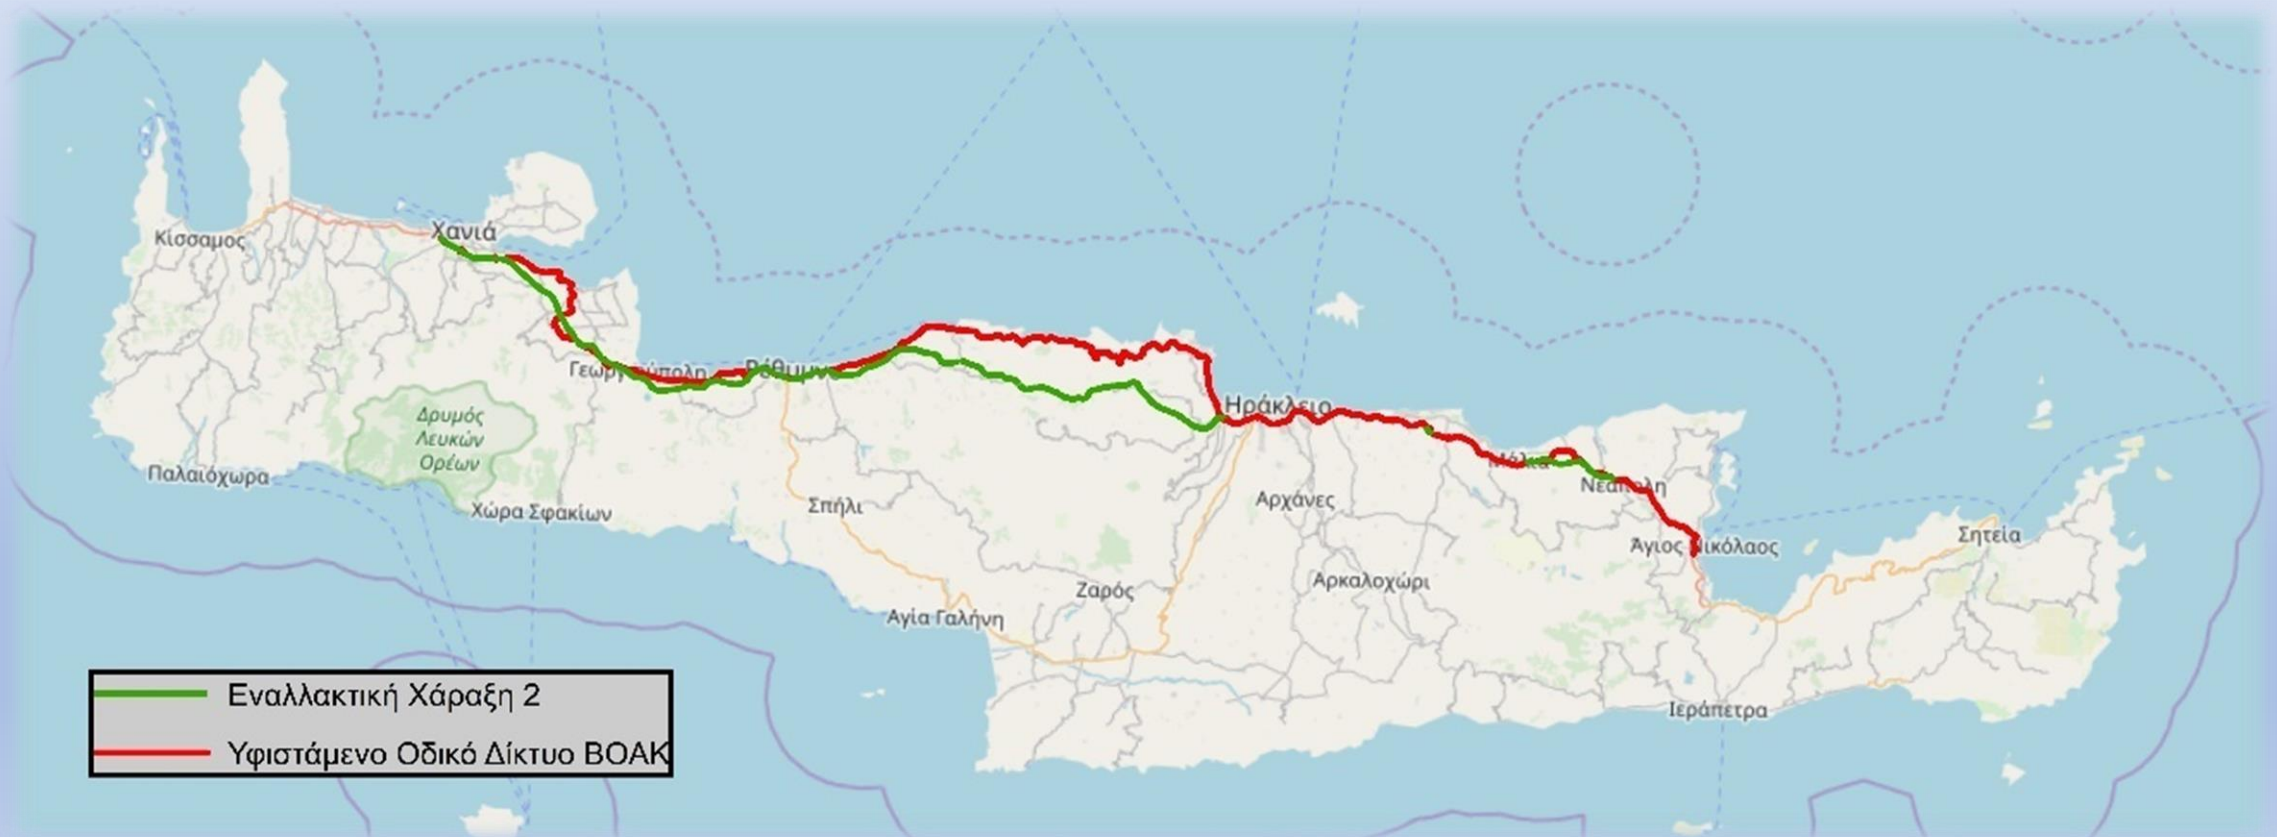 Χανιά
Κίσσαμος
Γεωργιούπολη
Ρέθυμνο
Ηράκλειο
Δρυμός
Λευκών
Ορέων
Μάλια
Νεάπολη
Παλαιόχωρα
Χώρα Σφακίων
Σπήλι
Αρχάνες
Άγιος Νικόλαος
Σητεία
Ζαρός
Αρκαλοχώρι
Αγία Γαλήνη
Ιεράπετρα
Εναλλακτική Χάραξη 2
Υφιστάμενο Οδικό Δίκτυο ΒΟΑΚ